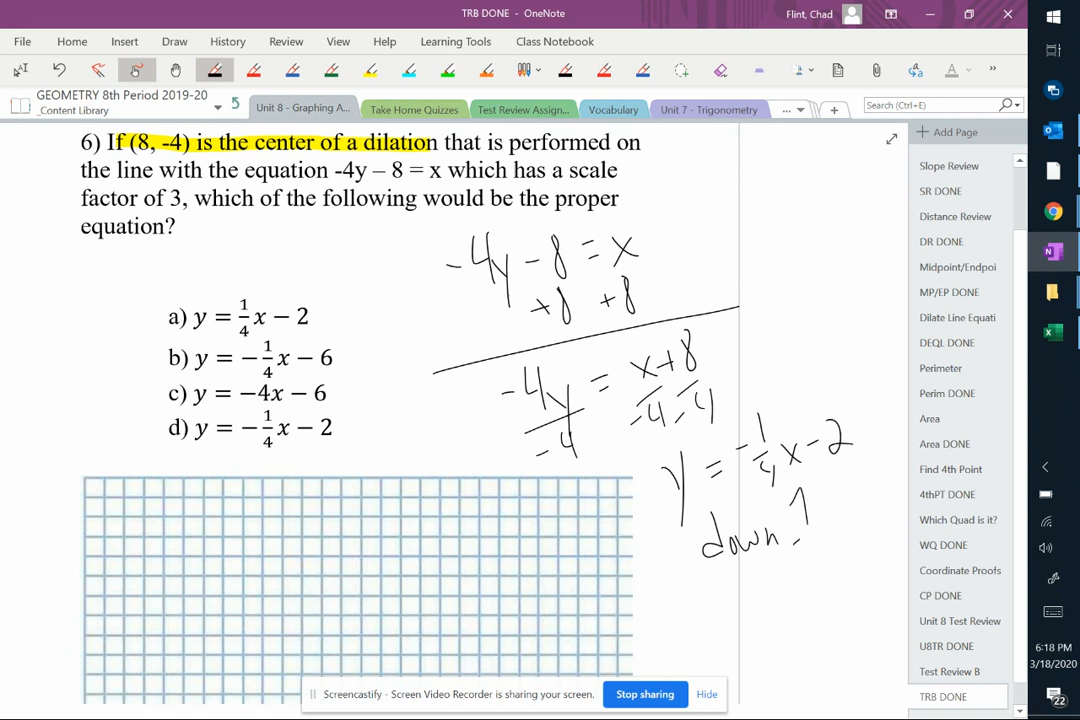 TRB DONE - OneNote
Flint, Chad
File Home Insert Draw History Review View Help Learning Tools Class Notebook
GEOMETRY 8th Period 2019-20
_Content Library
Unit 8 - Graphing A... Take Home Quizzes Test Review Assign... Vocabulary Unit 7 - Trigonometry ... +
Search (Ctrl+E)
6) If (8, -4) is the center of a dilation that is performed on
the line with the equation -4y – 8 = x which has a scale
factor of 3, which of the following would be the proper
equation?
a) y = 1/4 x − 2
b) y = −1/4 x − 6
c) y = −4x − 6
d) y = −1/4 x − 2
-4y - 8 = x
+8 +8
-4y = x + 8
-4 -4 -4
y = -1/4 x - 2
down 1
Add Page
Slope Review
SR DONE
Distance Review
DR DONE
Midpoint/Endpoi
MP/EP DONE
Dilate Line Equati
DEQL DONE
Perimeter
Perim DONE
Area
Area DONE
Find 4th Point
4thPT DONE
Which Quad is it?
WQ DONE
Coordinate Proofs
CP DONE
Unit 8 Test Review
U8TR DONE
Test Review B
TRB DONE
Screencastify - Screen Video Recorder is sharing your screen. Stop sharing Hide
6:18 PM
3/18/2020
22